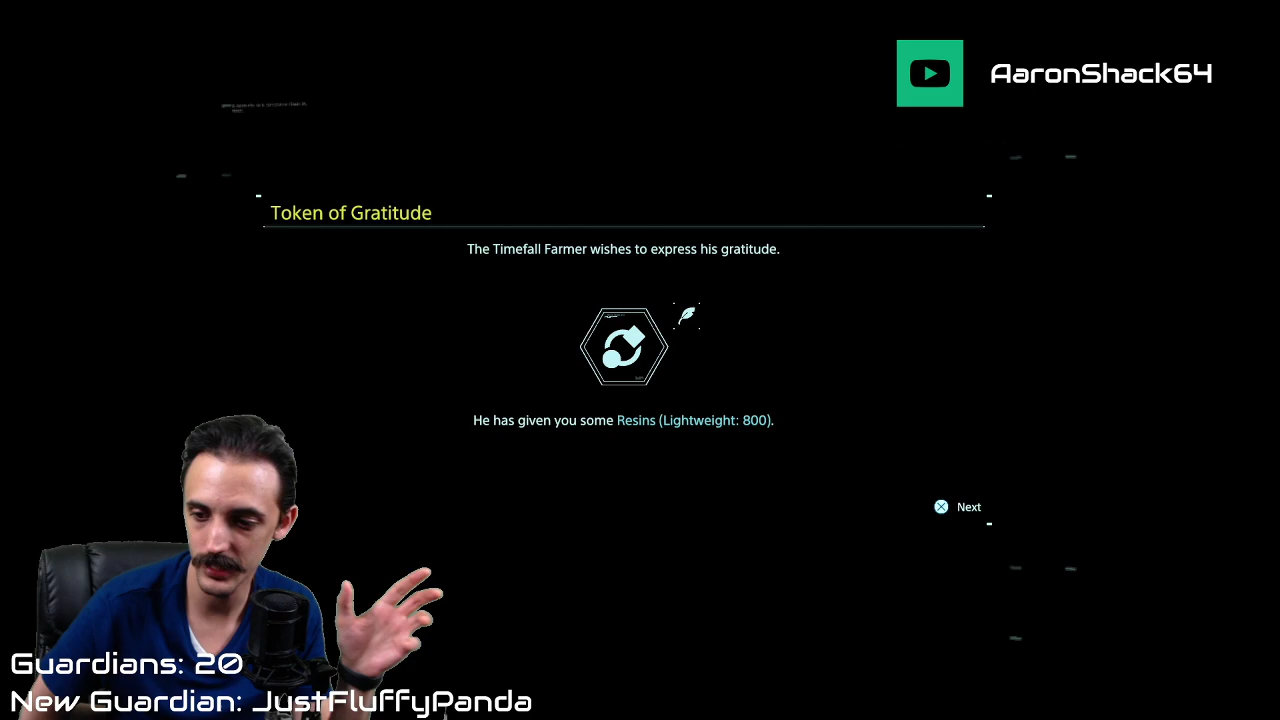 AaronShack64
Token of Gratitude
The Timefall Farmer wishes to express his gratitude.
He has given you some Resins (Lightweight: 800).
Next
Guardians: 20
New Guardian: JustFluffyPanda